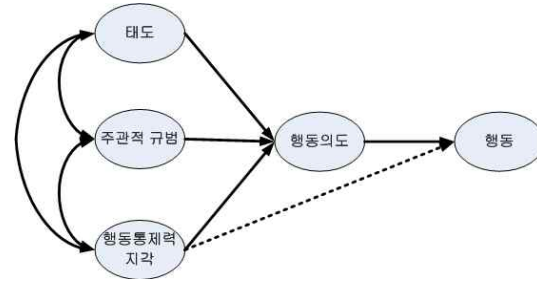 태도
주관적 규범
행동의도
행동
행동통제력
지각